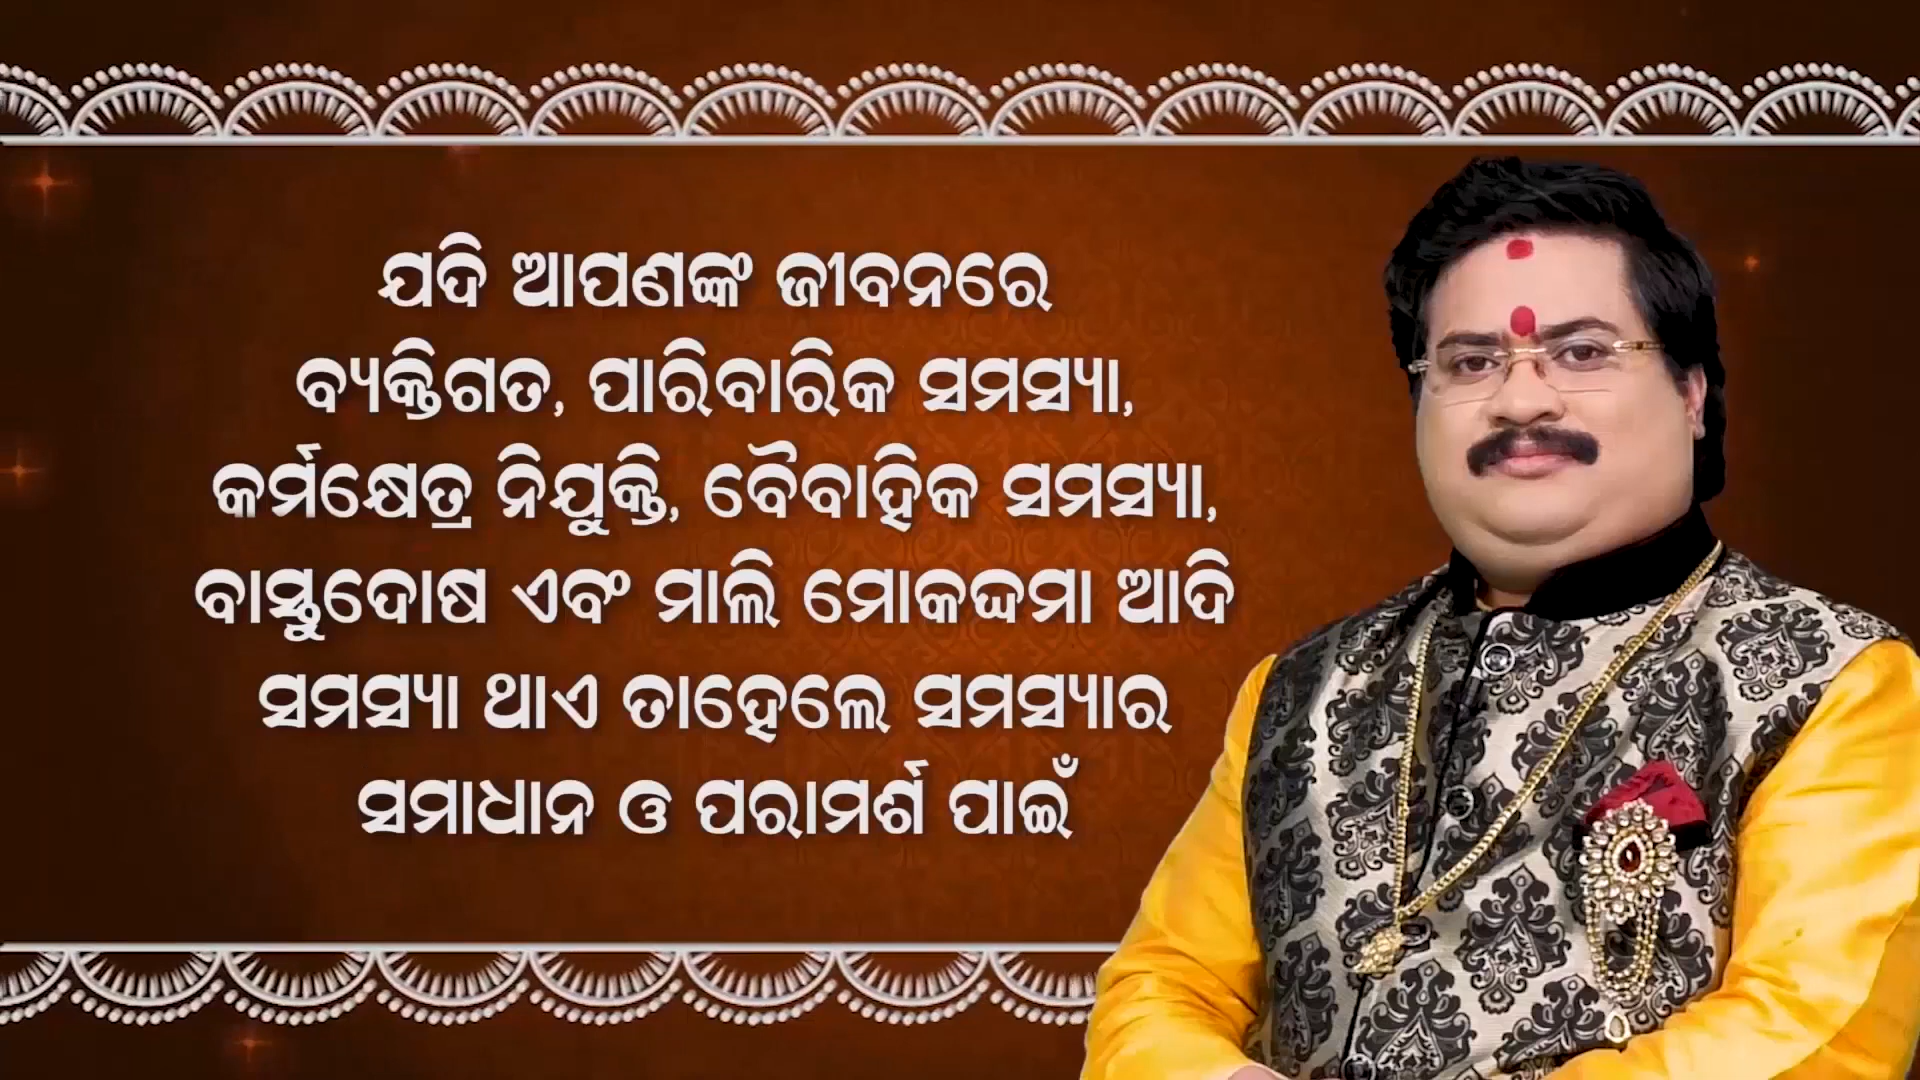 ଯଦି ଆପଣଙ୍କ ଜୀବନରେ
ବ୍ୟକ୍ତିଗତ, ପାରିବାରିକ ସମସ୍ୟା,
କର୍ମକ୍ଷେତ୍ର ନିଯୁକ୍ତି, ବୈବାହିକ ସମସ୍ୟା,
ବାସ୍ତୁଦୋଷ ଏବଂ ମାଲି ମୋକଦ୍ଦମା ଆଦି
ସମସ୍ୟା ଥାଏ ତାହେଲେ ସମସ୍ୟାର
ସମାଧାନ ଓ ପରାମର୍ଶ ପାଇଁ